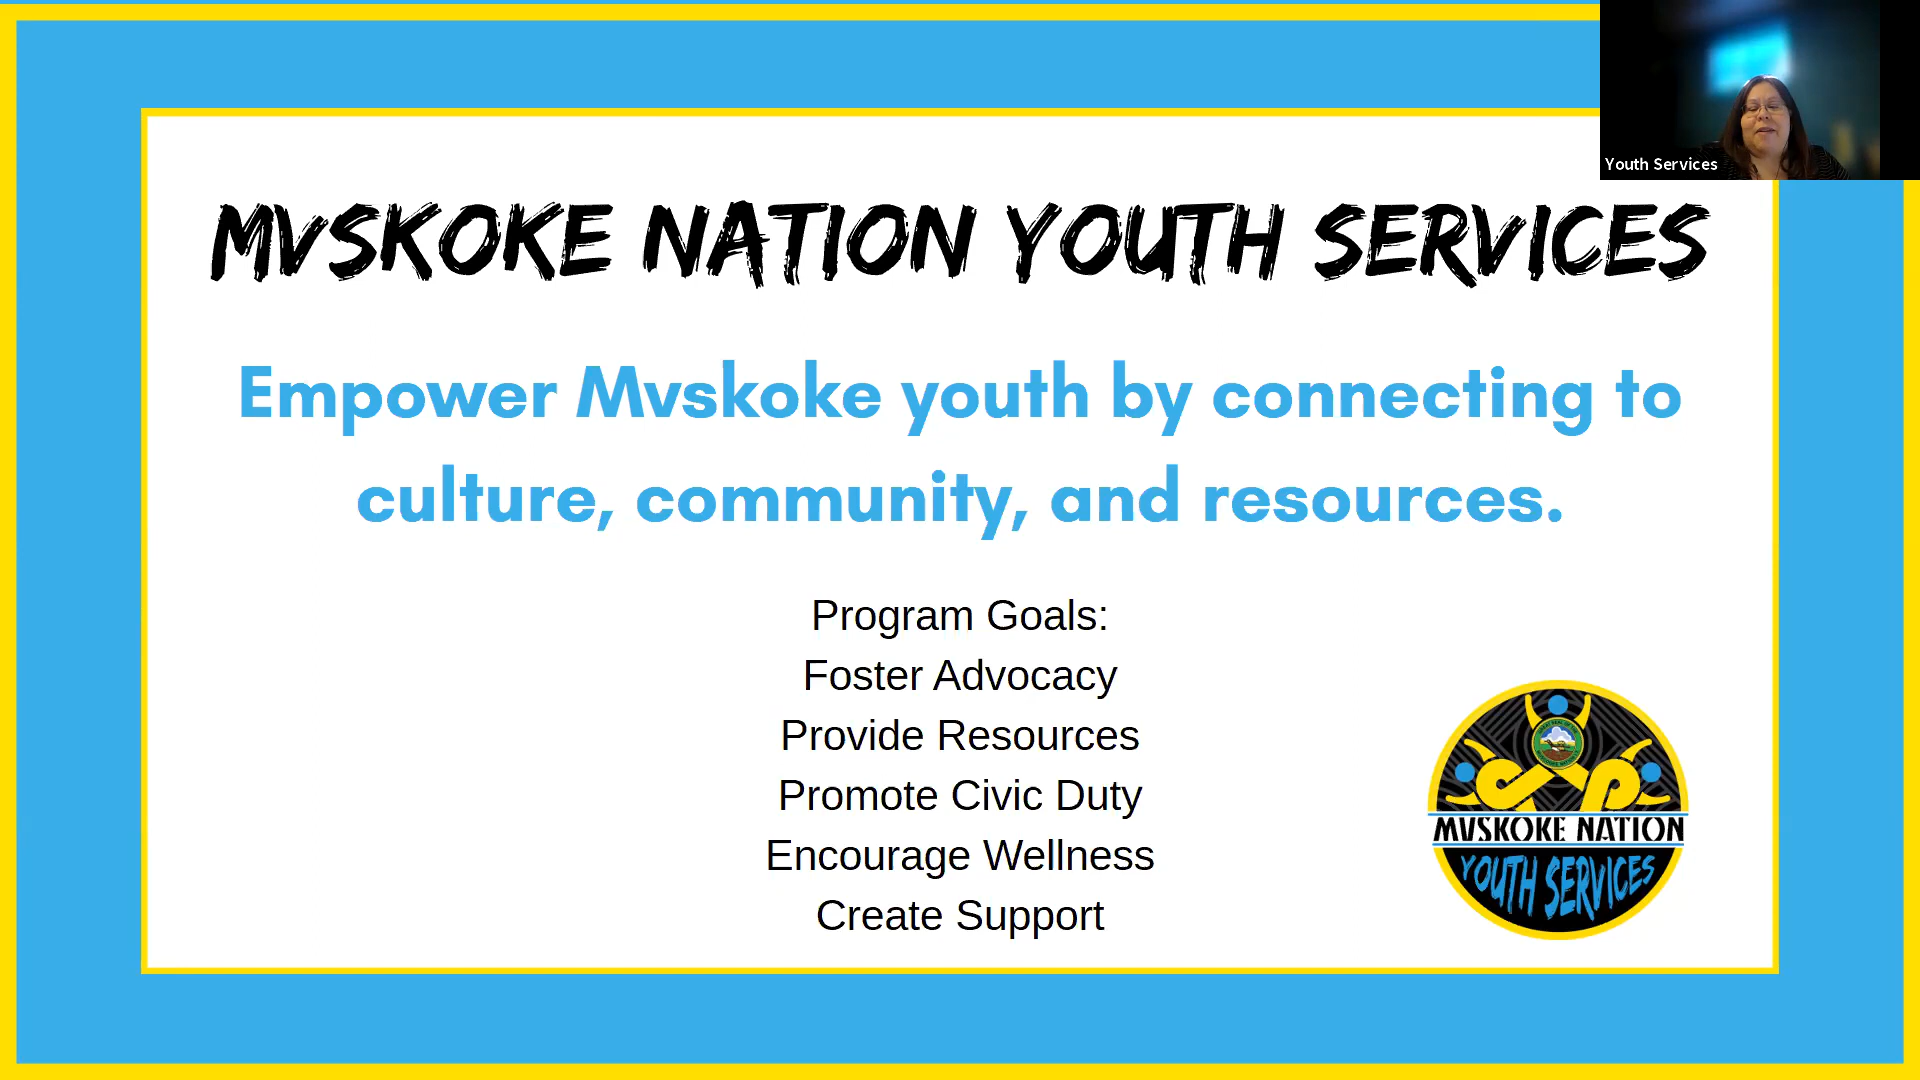 Youth Services
MVSKOKE NATION YOUTH SERVICES
Empower Mvskoke youth by connecting to
culture, community, and resources.
Program Goals:
Foster Advocacy
Provide Resources
Promote Civic Duty
Encourage Wellness
Create Support
MVSKOKE NATION
YOUTH SERVICES